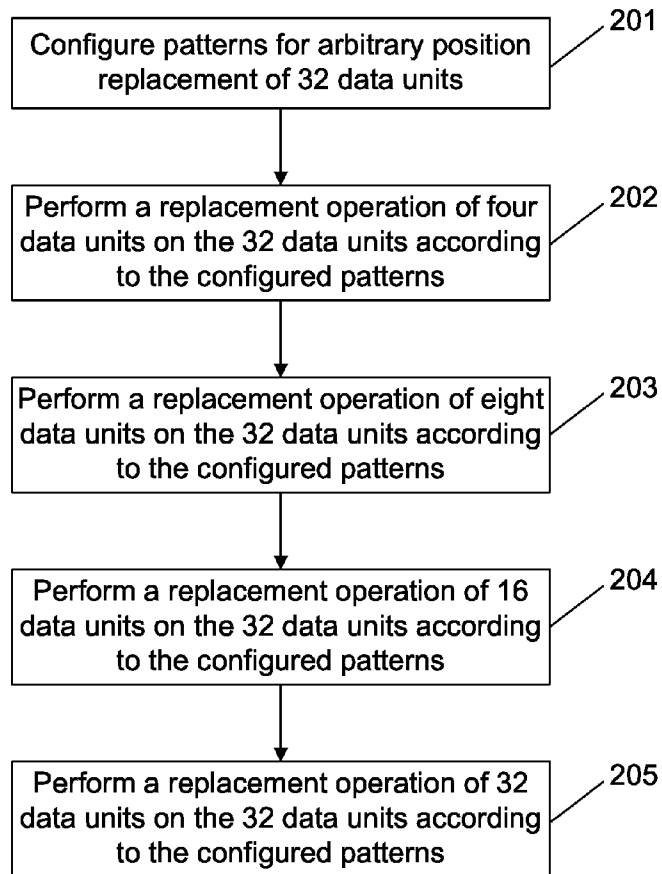 201
Configure patterns for arbitrary position
replacement of 32 data units
202
Perform a replacement operation of four
data units on the 32 data units according
to the configured patterns
203
Perform a replacement operation of eight
data units on the 32 data units according
to the configured patterns
204
Perform a replacement operation of 16
data units on the 32 data units according
to the configured patterns
205
Perform a replacement operation of 32
data units on the 32 data units according
to the configured patterns